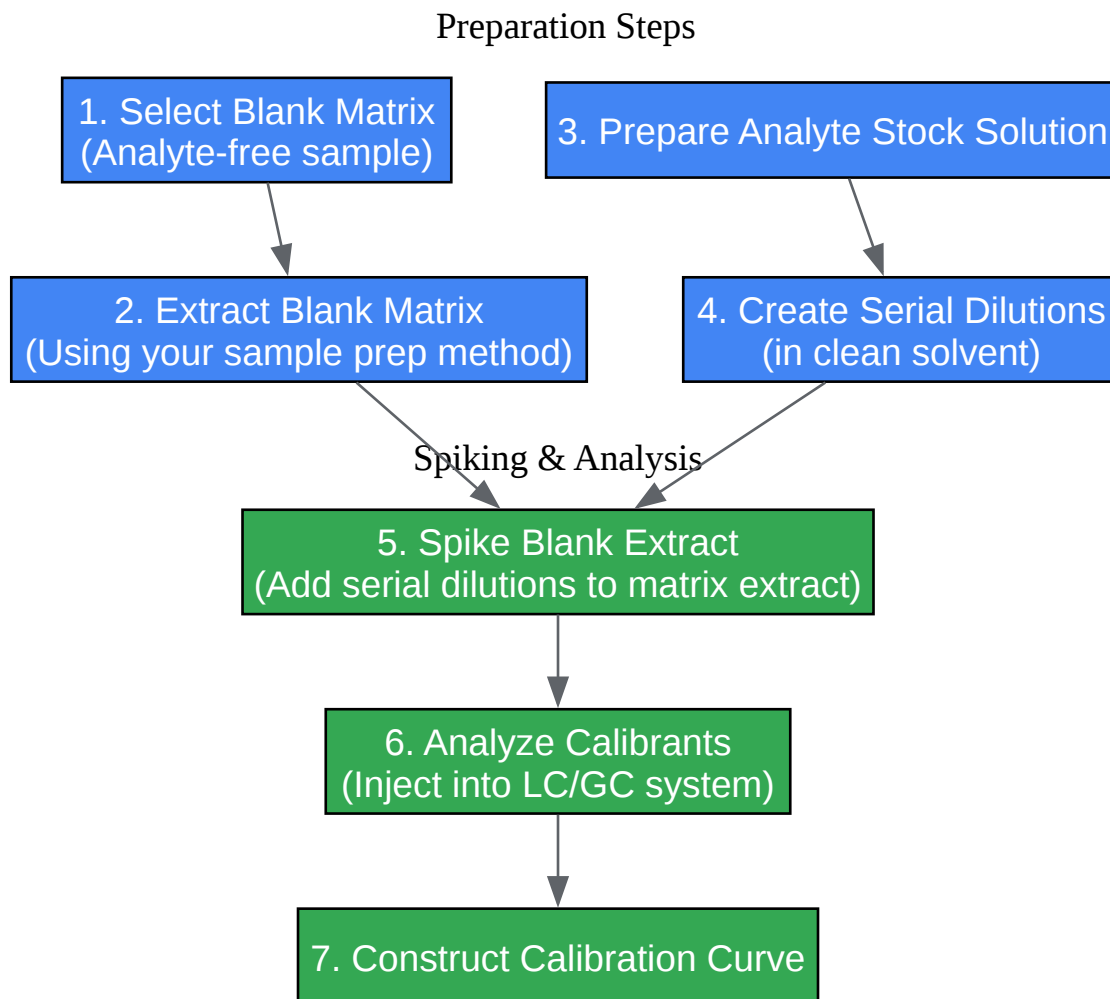 Preparation Steps
1. Select Blank Matrix
(Analyte-free sample)
3. Prepare Analyte Stock Solution
2. Extract Blank Matrix
(Using your sample prep method)
4. Create Serial Dilutions
(in clean solvent)
Spiking & Analysis
5. Spike Blank Extract
(Add serial dilutions to matrix extract)
6. Analyze Calibrants
(Inject into LC/GC system)
7. Construct Calibration Curve